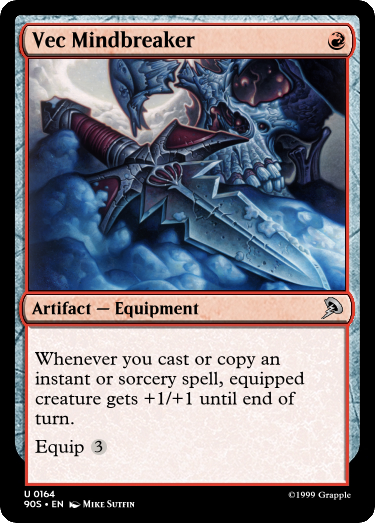 Vec Mindbreaker
Artifact — Equipment
Whenever you cast or copy an
instant or sorcery spell, equipped
creature gets +1/+1 until end of
turn.
Equip 3
U 0164
90S • EN Mike Sutfin
©1999 Grapple